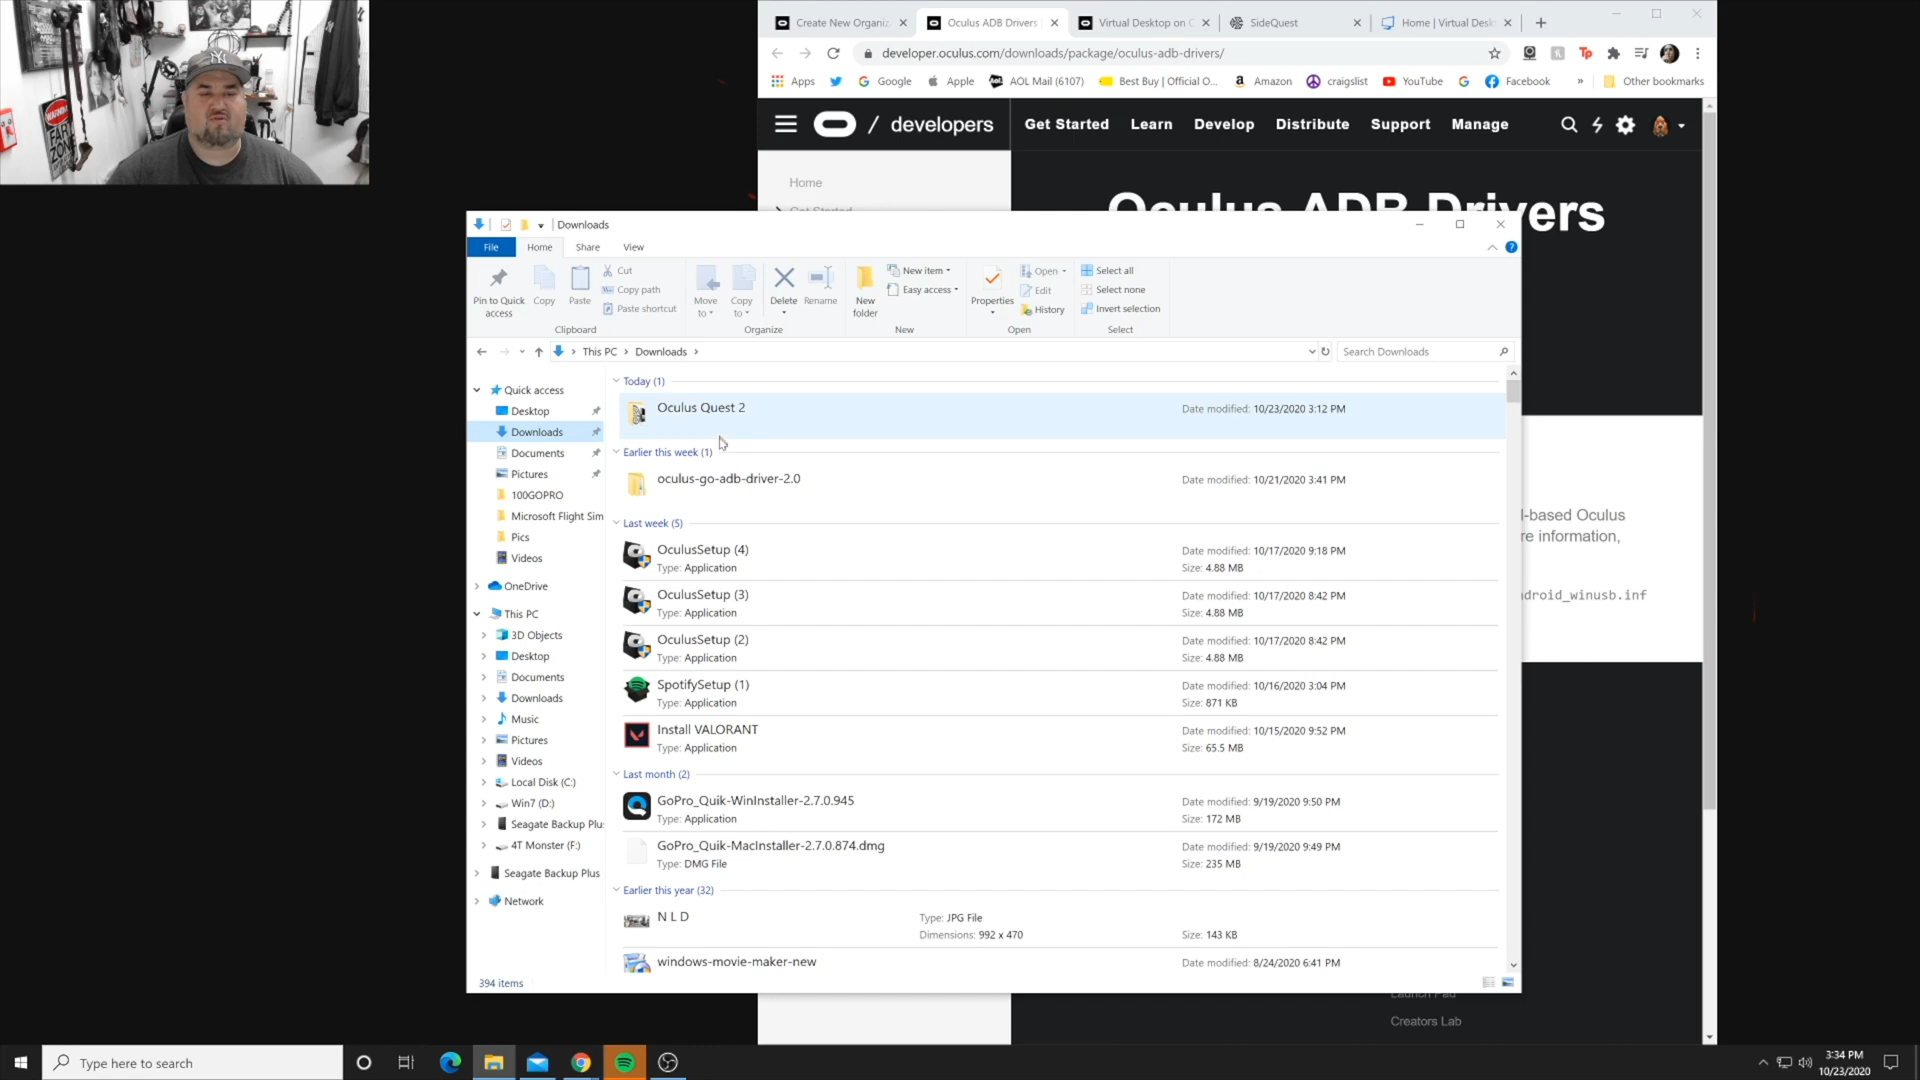 WARNING
FART
ZONE
Create New Organiz
Oculus ADB Drivers
Virtual Desktop on
SideQuest
Home | Virtual Desk
developer.oculus.com/downloads/package/oculus-adb-drivers/
Apps
Google
Apple
AOL Mail (6107)
Best Buy | Official O...
Amazon
craigslist
YouTube
Facebook
»
Other bookmarks
/ developers
Get Started
Learn
Develop
Distribute
Support
Manage
Home
Oculus ADB Drivers
Downloads
File
Home
Share
View
Pin to Quick
access
Copy
Paste
Cut
Copy path
Paste shortcut
Clipboard
Move
to
Copy
to
Delete
Rename
Organize
New
folder
New item
Easy access
New
Properties
Open
Edit
History
Open
Select all
Select none
Invert selection
Select
This PC > Downloads >
Search Downloads
Quick access
Desktop
Downloads
Documents
Pictures
100GOPRO
Microsoft Flight Sim
Pics
Videos
OneDrive
This PC
3D Objects
Desktop
Documents
Downloads
Music
Pictures
Videos
Local Disk (C:)
Win7 (D:)
Seagate Backup Plu
4T Monster (F:)
Seagate Backup Plus
Network
Today (1)
Oculus Quest 2
Date modified: 10/23/2020 3:12 PM
Earlier this week (1)
oculus-go-adb-driver-2.0
Date modified: 10/21/2020 3:41 PM
Last week (5)
OculusSetup (4)
Date modified: 10/17/2020 9:18 PM
Type: Application
Size: 4.88 MB
OculusSetup (3)
Date modified: 10/17/2020 8:42 PM
Type: Application
Size: 4.88 MB
OculusSetup (2)
Date modified: 10/17/2020 8:42 PM
Type: Application
Size: 4.88 MB
SpotifySetup (1)
Date modified: 10/16/2020 3:04 PM
Type: Application
Size: 871 KB
Install VALORANT
Date modified: 10/15/2020 9:52 PM
Type: Application
Size: 65.5 MB
Last month (2)
GoPro_Quik-WinInstaller-2.7.0.945
Date modified: 9/19/2020 9:50 PM
Type: Application
Size: 172 MB
GoPro_Quik-MacInstaller-2.7.0.874.dmg
Date modified: 9/19/2020 9:49 PM
Type: DMG File
Size: 235 MB
Earlier this year (32)
N L D
Type: JPG File
Dimensions: 992 x 470
Size: 143 KB
windows-movie-maker-new
Date modified: 8/24/2020 6:41 PM
394 items
l-based Oculus
re information,
ndroid_winusb.inf
Launch Pad
Creators Lab
Type here to search
3:34 PM
10/23/2020